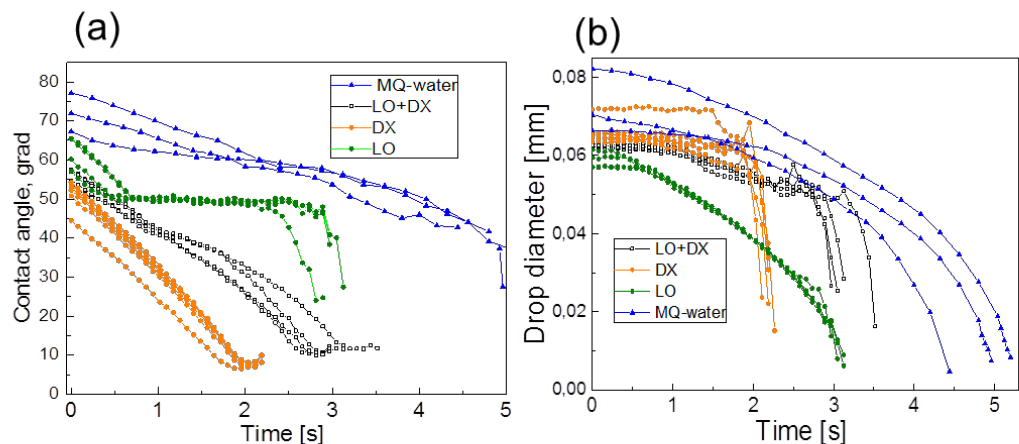 (a)
(b)
80
70
60
50
40
30
20
10
0
Contact angle, grad
MQ-water
LO+DX
DX
LO
0
1
2
3
4
5
Time [s]
0,08
0,06
0,04
0,02
0,00
Drop diameter [mm]
LO+DX
DX
LO
MQ-water
0
1
2
3
4
5
Time [s]